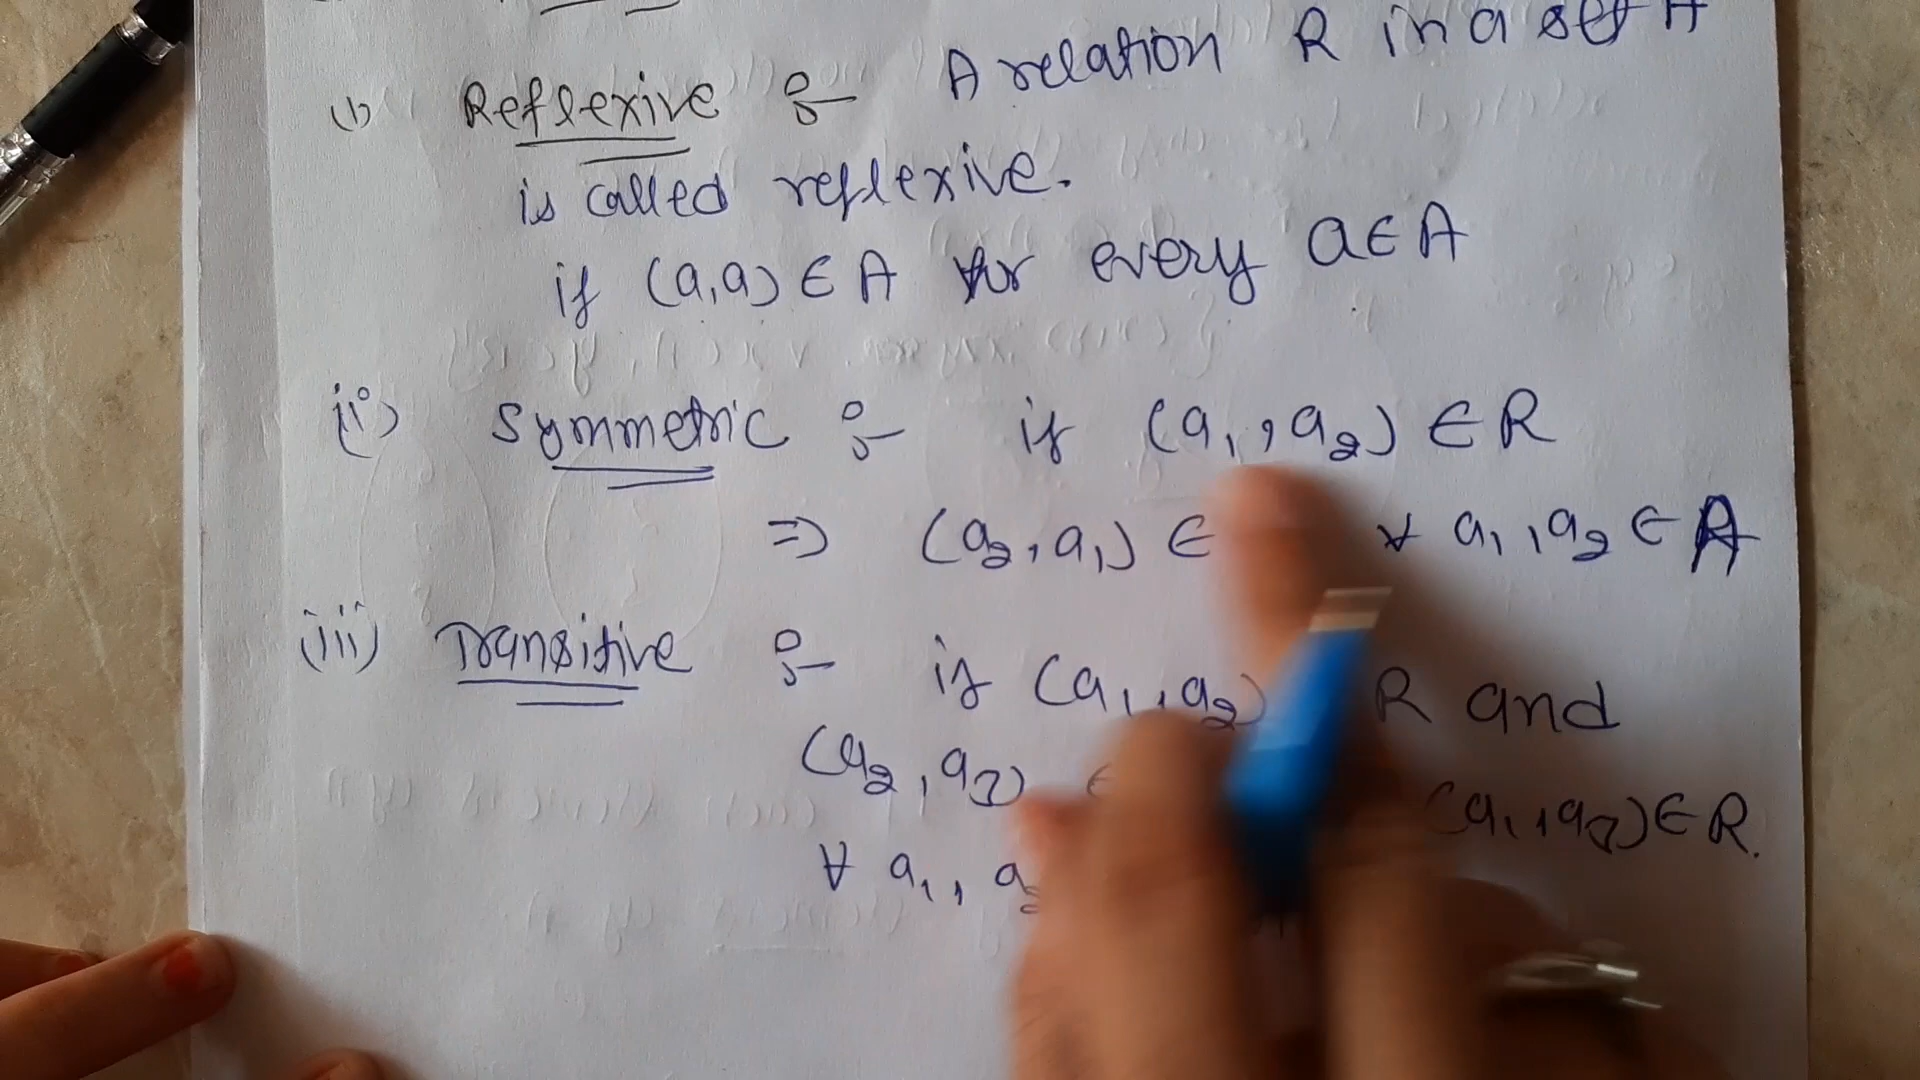 (i) Reflexive :- A relation R in a set A
is called reflexive.
if (a,a) ∈ A for every a ∈ A
(ii) Symmetric :- if (a₁, a₂) ∈ R
⇒ (a₂, a₁) ∈ ∀ a₁, a₂ ∈ A
(iii) Transitive :- if (a₁, a₂) R and
(a₂, a₃) ∈ (a₁, a₃) ∈ R.
∀ a₁, a₂